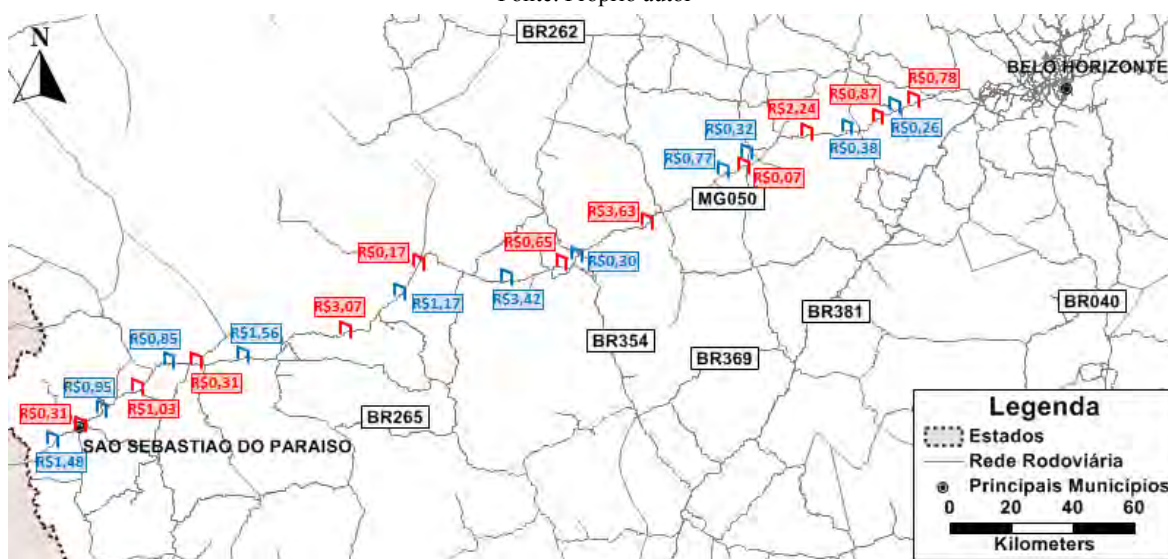 Fonte: Próprio autor
N
BR262
BELO HORIZONTE
R$0,78
R$0,87
R$2,24
R$0,26
R$0,32
R$0,38
R$0,77
R$0,07
MG050
R$3,63
R$0,65
R$0,17
R$0,30
R$3,42
R$1,17
BR040
R$3,07
BR381
R$0,85
R$1,56
BR354
BR369
R$0,31
R$0,95
R$1,03
R$0,31
BR265
SAO SEBASTIAO DO PARAISO
R$1,48
Legenda
Estados
Rede Rodoviária
Principais Municípios
0 20 40 60
Kilometers